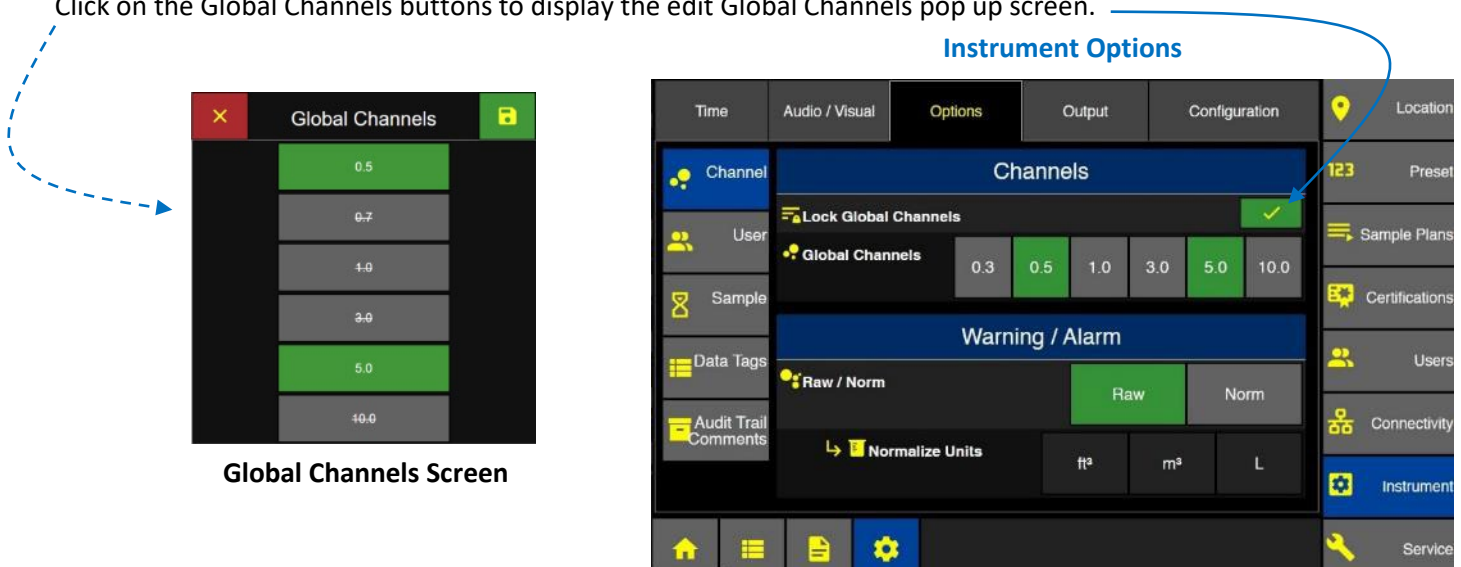 Click on the Global Channels buttons to display the edit Global Channels pop up screen.
Instrument Options
Global Channels
0.5
0.7
1.0
3.0
5.0
10.0
Global Channels Screen
Time
Audio / Visual
Options
Output
Configuration
Channel
User
Sample
Data Tags
Audit Trail
Comments
Channels
Lock Global Channels
Global Channels
0.3
0.5
1.0
3.0
5.0
10.0
Warning / Alarm
Raw / Norm
Raw
Norm
Normalize Units
ft³
m³
L
Location
123
Preset
Sample Plans
Certifications
Users
Connectivity
Instrument
Service